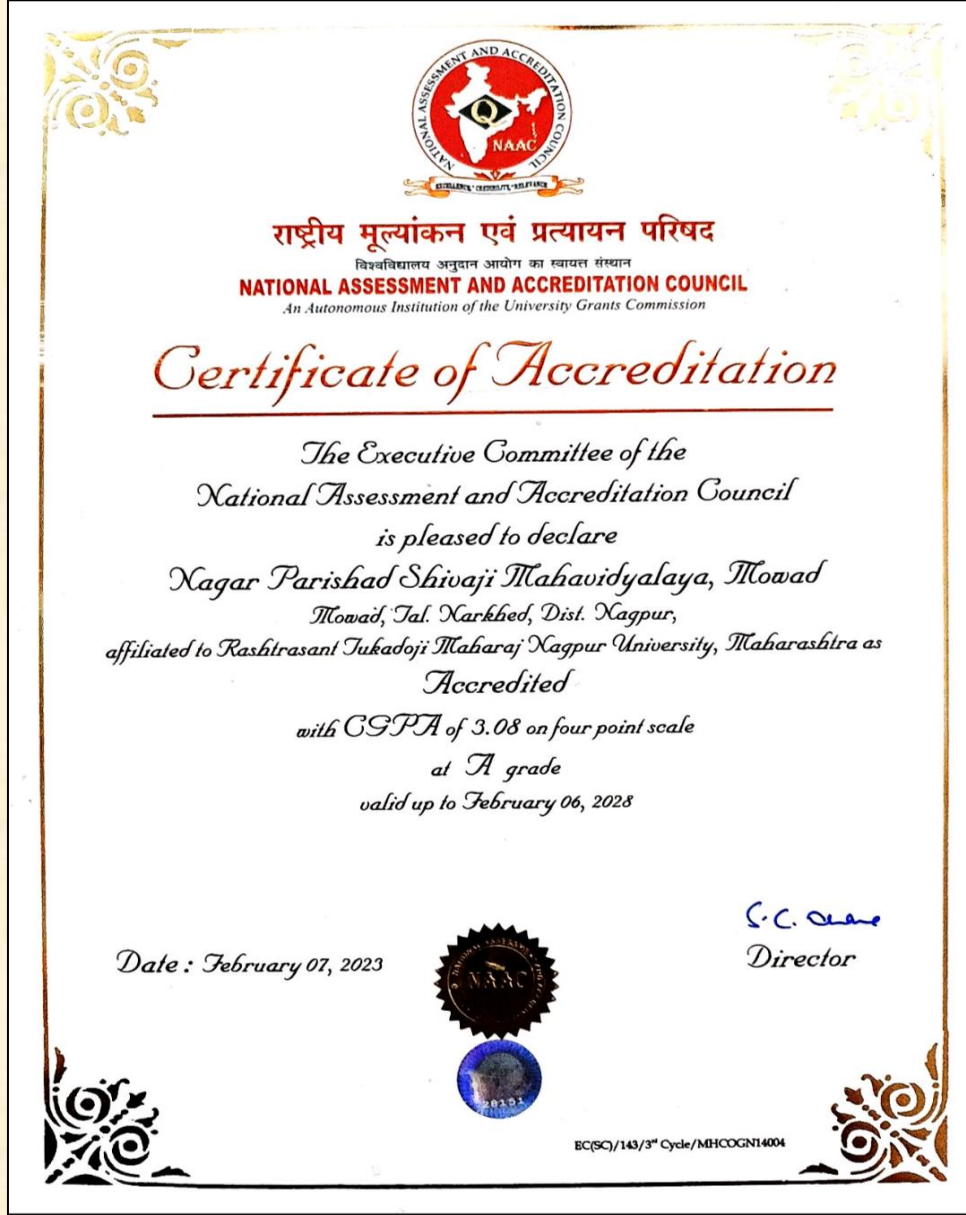 NATIONAL ASSESSMENT AND ACCREDITATION COUNCIL
Q
NAAC
EXCELLENCE * CREDIBILITY * RELEVANCE
राष्ट्रीय मूल्यांकन एवं प्रत्यायन परिषद
विश्वविद्यालय अनुदान आयोग का स्वायत्त संस्थान
NATIONAL ASSESSMENT AND ACCREDITATION COUNCIL
An Autonomous Institution of the University Grants Commission
Certificate of Accreditation
The Executive Committee of the
National Assessment and Accreditation Council
is pleased to declare
Nagar Parishad Shivaji Mahavidyalaya, Mowad
Mowad, Tal. Narkhed, Dist. Nagpur,
affiliated to Rashtrasant Tukadoji Maharaj Nagpur University, Maharashtra as
Accredited
with CGPA of 3.08 on four point scale
at A grade
valid up to February 06, 2028
S. C.
Director
Date : February 07, 2023
NAAC
28151
EC(SC)/143/3rd Cycle/MHCOGN14004